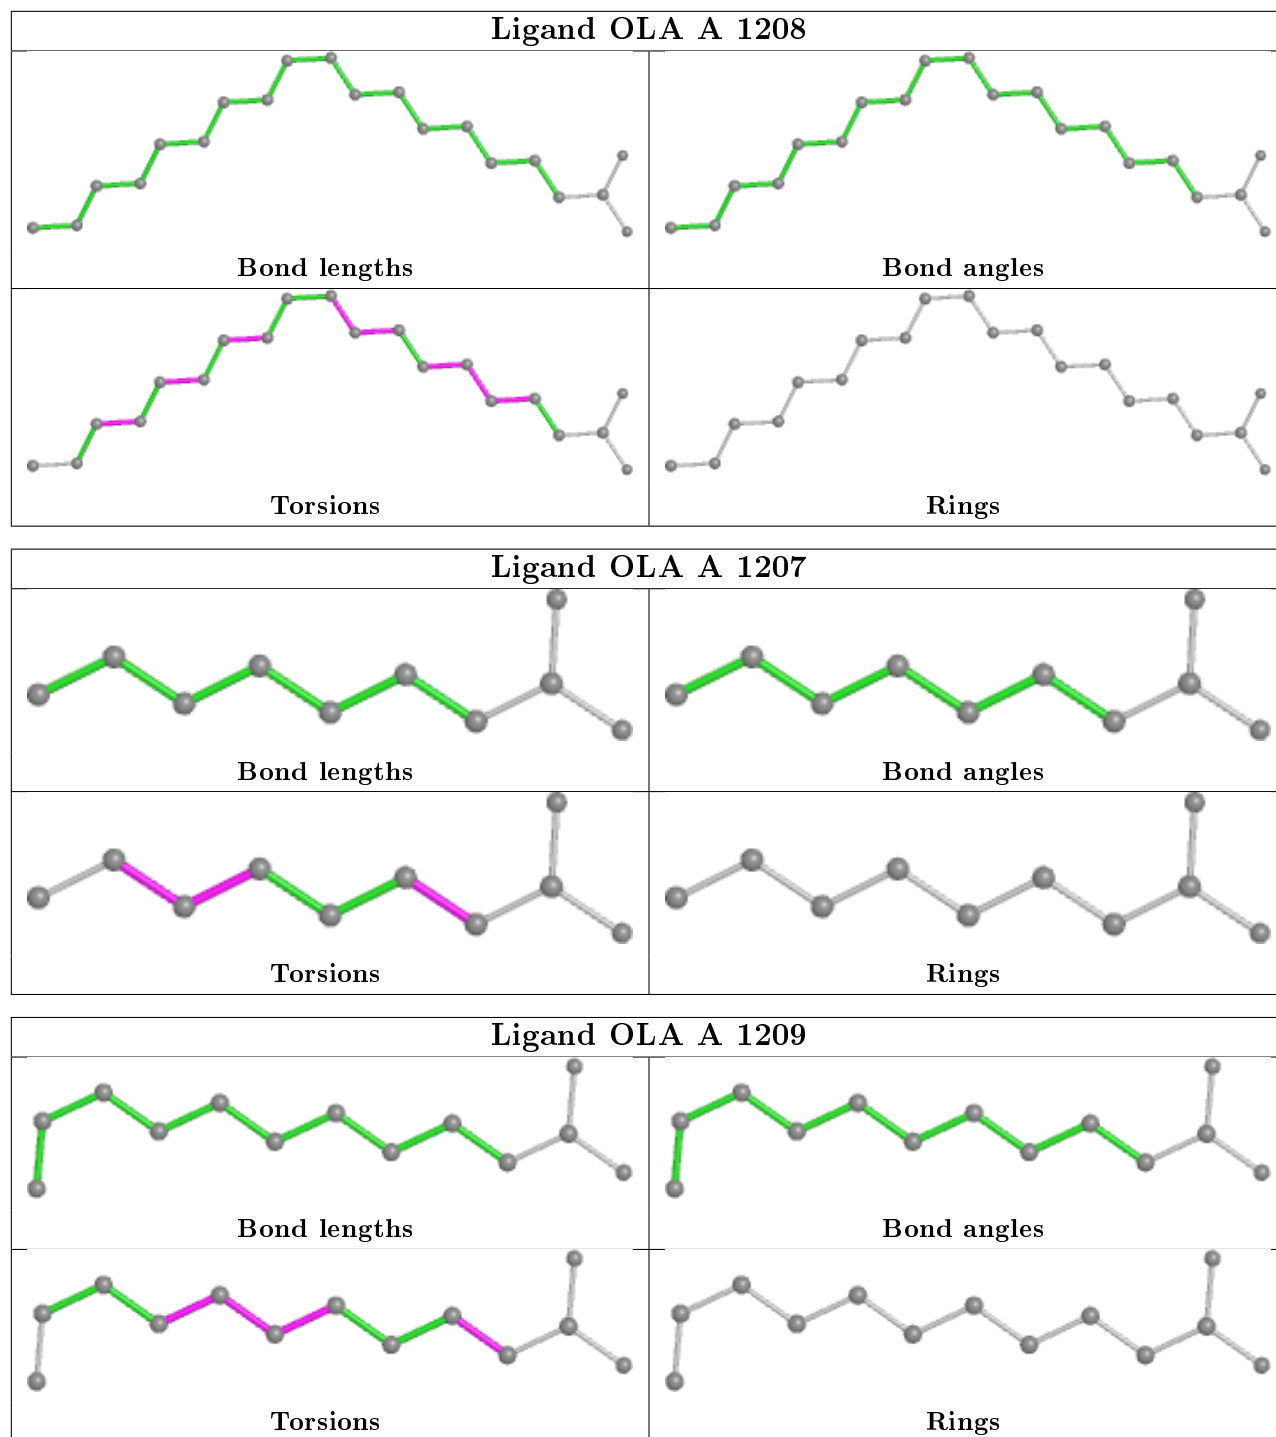 Ligand OLA A 1208
Bond lengths
Bond angles
Torsions
Rings
Ligand OLA A 1207
Bond lengths
Bond angles
Torsions
Rings
Ligand OLA A 1209
Bond lengths
Bond angles
Torsions
Rings